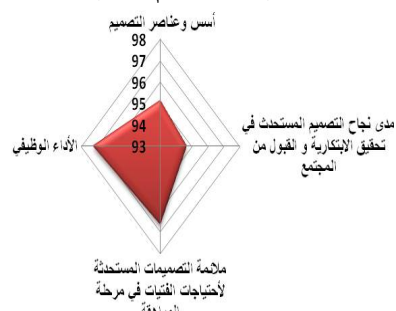 أسس وعناصر التصميم
98
97
96
95
94
93
مدى نجاح التصميم المستحدث في
تحقيق الابتكارية و القبول من
المجتمع
الأداء الوظيفي
ملائمة التصميمات المستحدثة
لأحتياجات الفتيات في مرحلة